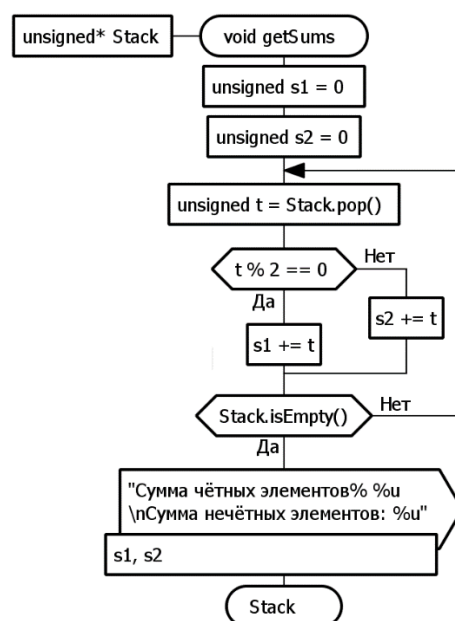 unsigned* Stack
void getSums
unsigned s1 = 0
unsigned s2 = 0
unsigned t = Stack.pop()
t % 2 == 0
Нет
Да
s2 += t
s1 += t
Stack.isEmpty()
Нет
Да
"Сумма чётных элементов% %u
\nСумма нечётных элементов: %u"
s1, s2
Stack